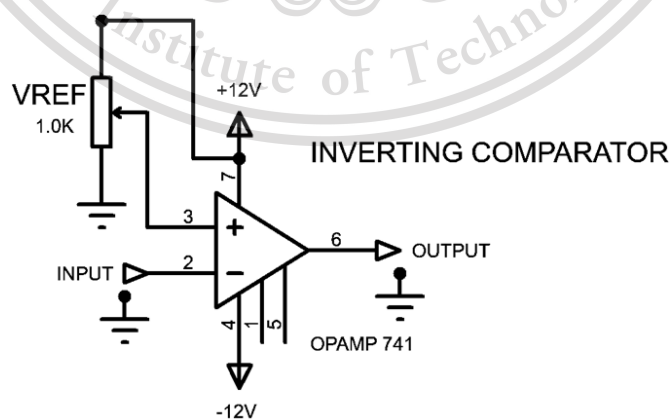 nstitute of Techno
+12V
VREF
1.0K
INVERTING COMPARATOR
7
3
+
6
OUTPUT
INPUT
2
−
4
1
5
OPAMP 741
-12V